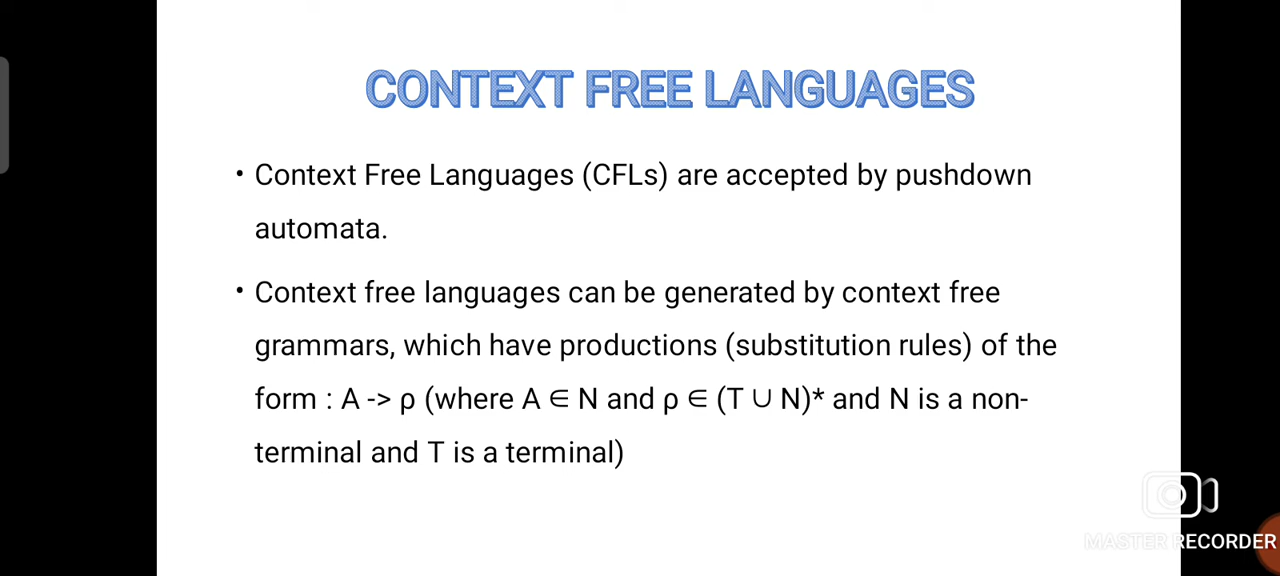 CONTEXT FREE LANGUAGES
• Context Free Languages (CFLs) are accepted by pushdown
automata.
• Context free languages can be generated by context free
grammars, which have productions (substitution rules) of the
form : A -> ρ (where A ∈ N and ρ ∈ (T ∪ N)* and N is a non-
terminal and T is a terminal)
MASTER RECORDER